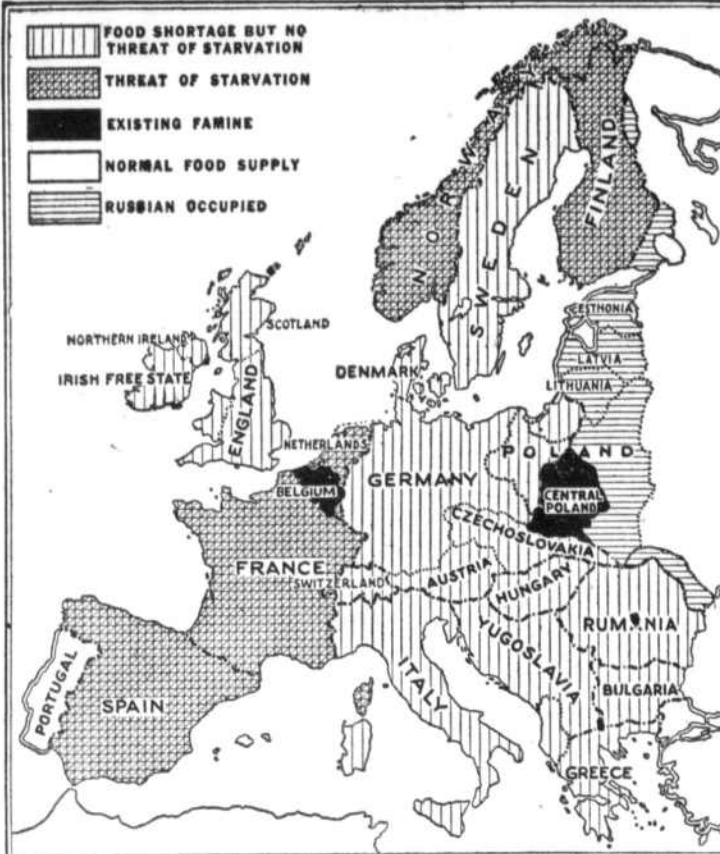 FOOD SHORTAGE BUT NO
THREAT OF STARVATION
THREAT OF STARVATION
EXISTING FAMINE
NORMAL FOOD SUPPLY
RUSSIAN OCCUPIED
NORWAY
SWEDEN
FINLAND
ESTHONIA
LATVIA
LITHUANIA
SCOTLAND
NORTHERN IRELAND
IRISH FREE STATE
ENGLAND
DENMARK
NETHERLANDS
BELGIUM
GERMANY
POLAND
CENTRAL
POLAND
CZECHOSLOVAKIA
FRANCE
SWITZERLAND
AUSTRIA
HUNGARY
RUMANIA
YUGOSLAVIA
BULGARIA
ITALY
PORTUGAL
SPAIN
GREECE